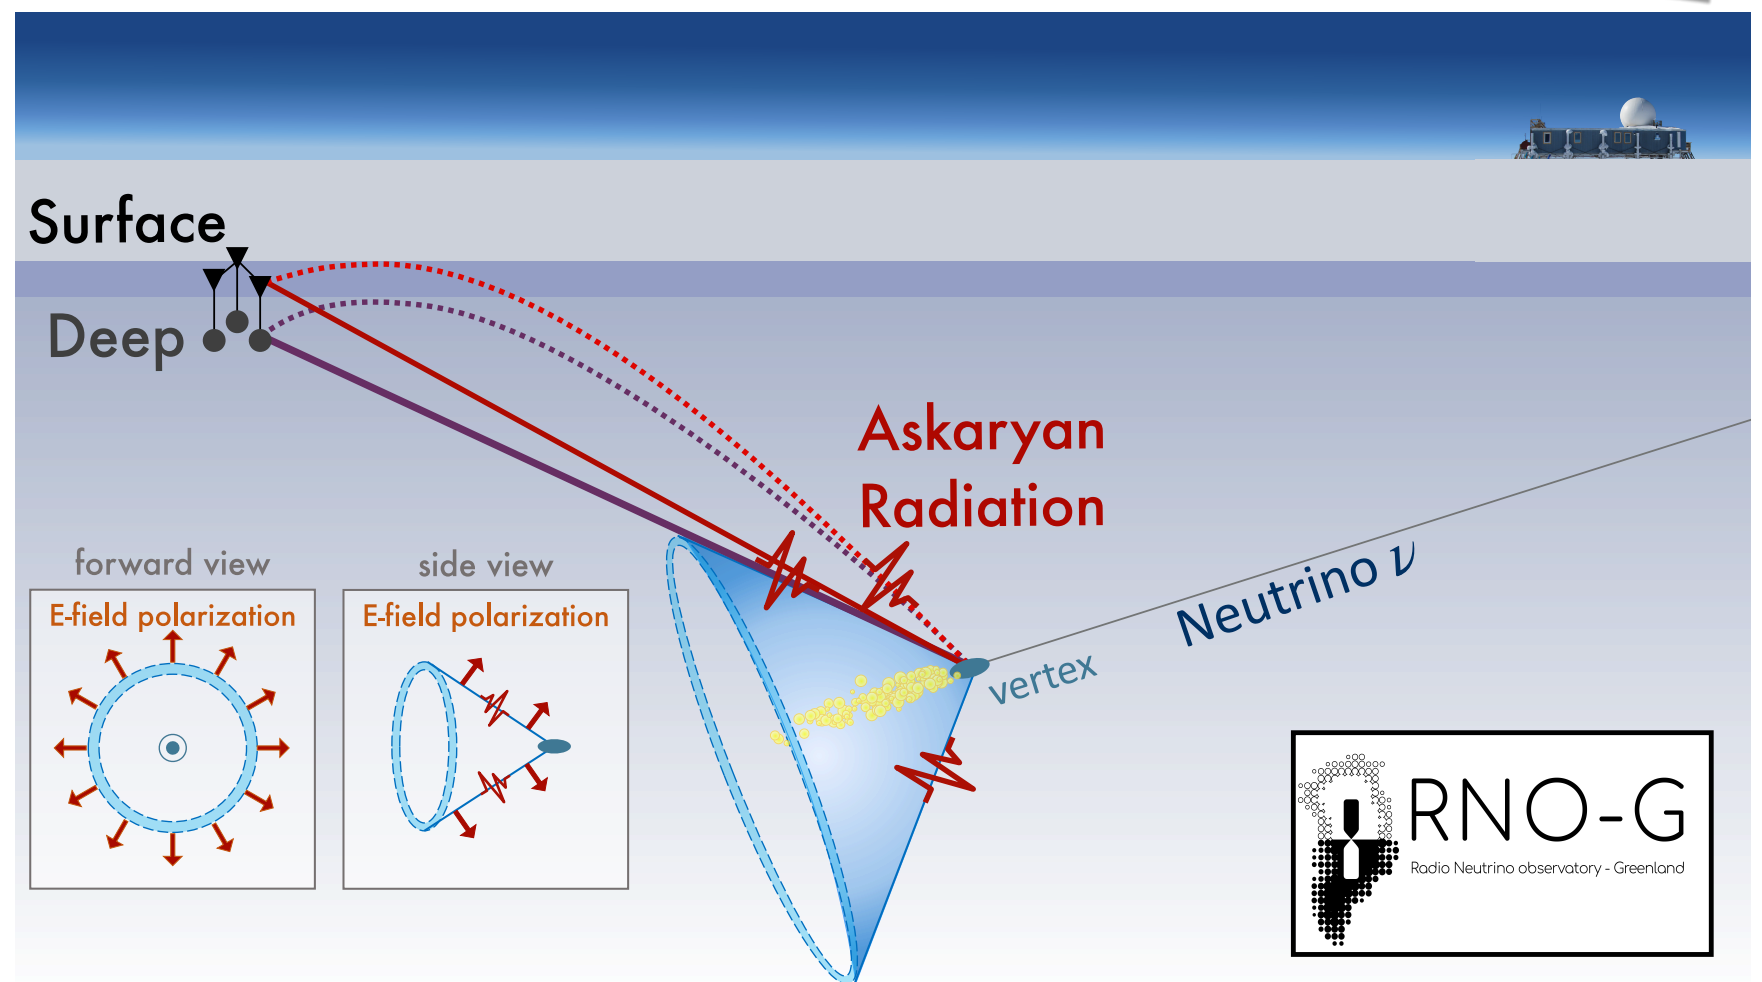 Surface
Deep
Askaryan
Radiation
Neutrino ν
vertex
forward view
E-field polarization
side view
E-field polarization
RNO-G
Radio Neutrino observatory - Greenland